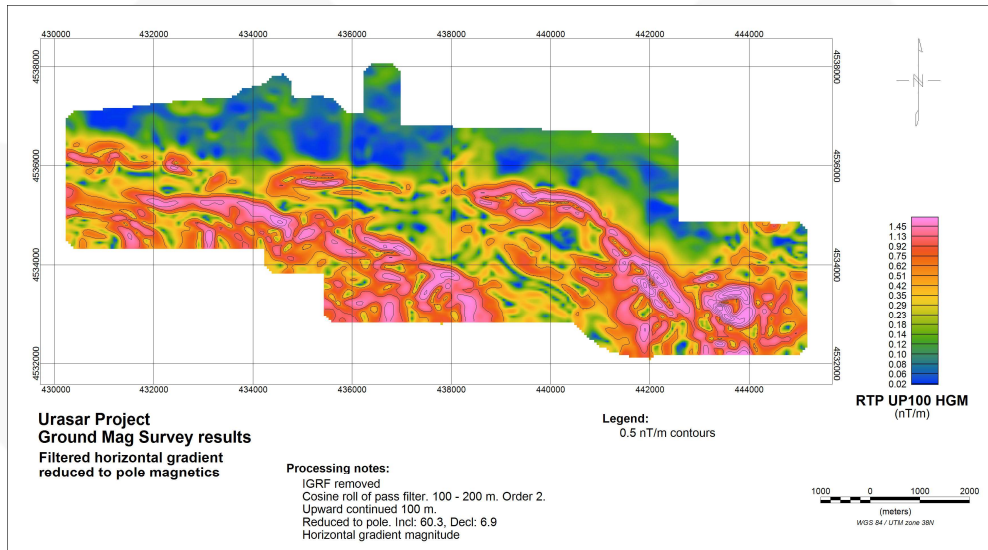 430000 432000 434000 436000 438000 440000 442000 444000
4538000 4538000
4536000 4536000
4534000 4534000
4532000 4532000
430000 432000 434000 436000 438000 440000 442000 444000
N
1.45
1.13
0.92
0.75
0.62
0.51
0.42
0.35
0.29
0.23
0.18
0.14
0.12
0.10
0.08
0.06
0.02
RTP UP100 HGM
(nT/m)
Urasar Project
Ground Mag Survey results
Filtered horizontal gradient
reduced to pole magnetics
Legend:
0.5 nT/m contours
Processing notes:
IGRF removed
Cosine roll of pass filter. 100 - 200 m. Order 2.
Upward continued 100 m.
Reduced to pole. Incl: 60.3, Decl: 6.9
Horizontal gradient magnitude
1000 0 1000 2000
(meters)
WGS 84 / UTM zone 38N